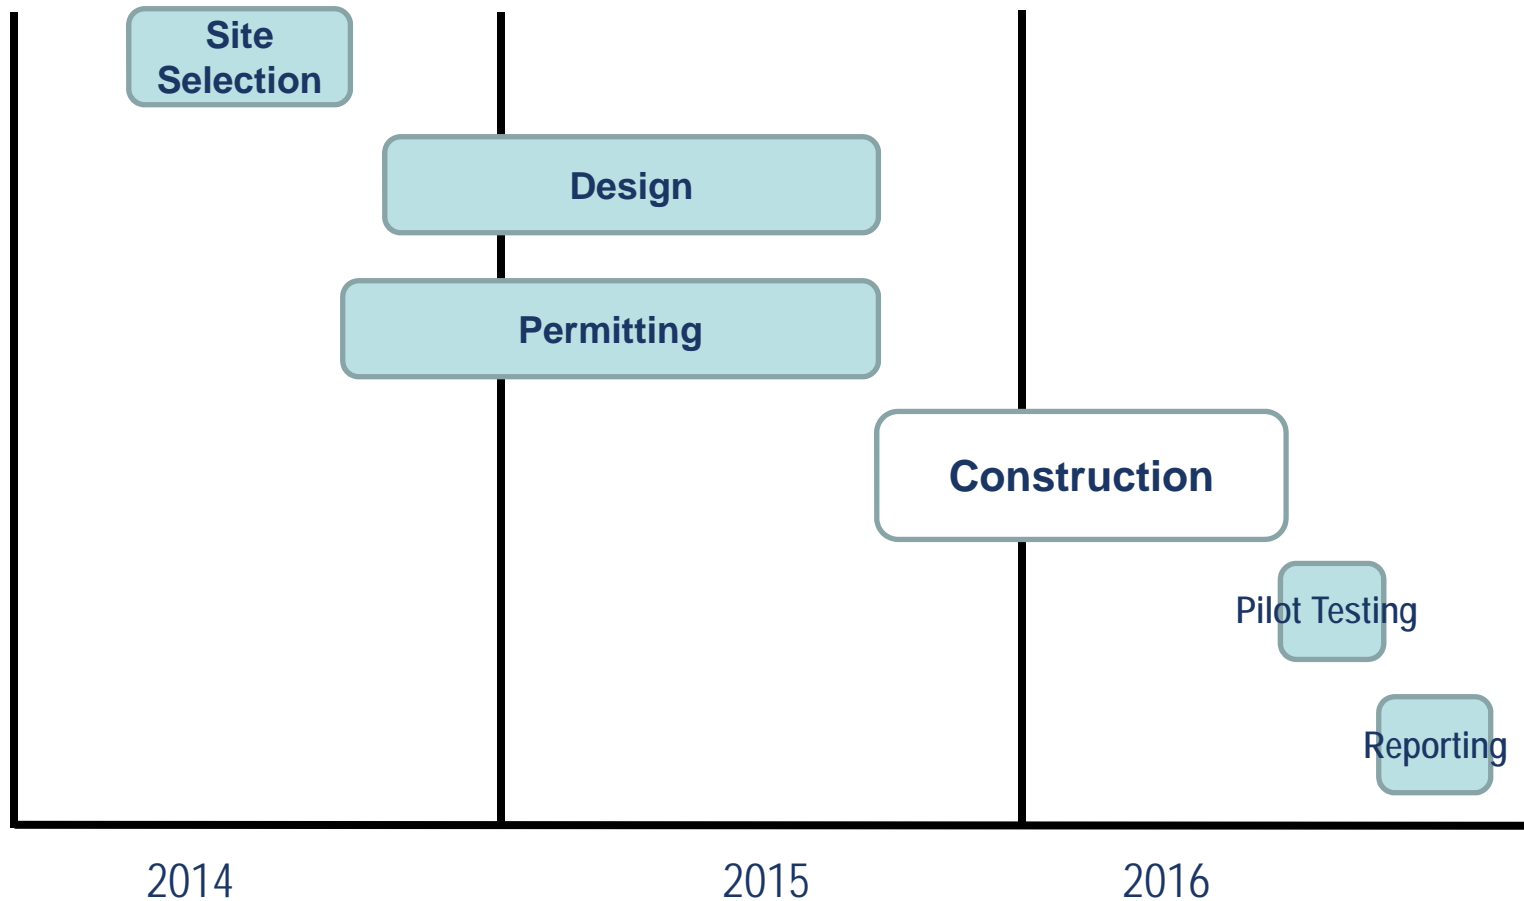 Site
Selection
Design
Permitting
Construction
Pilot Testing
Reporting
2014
2015
2016